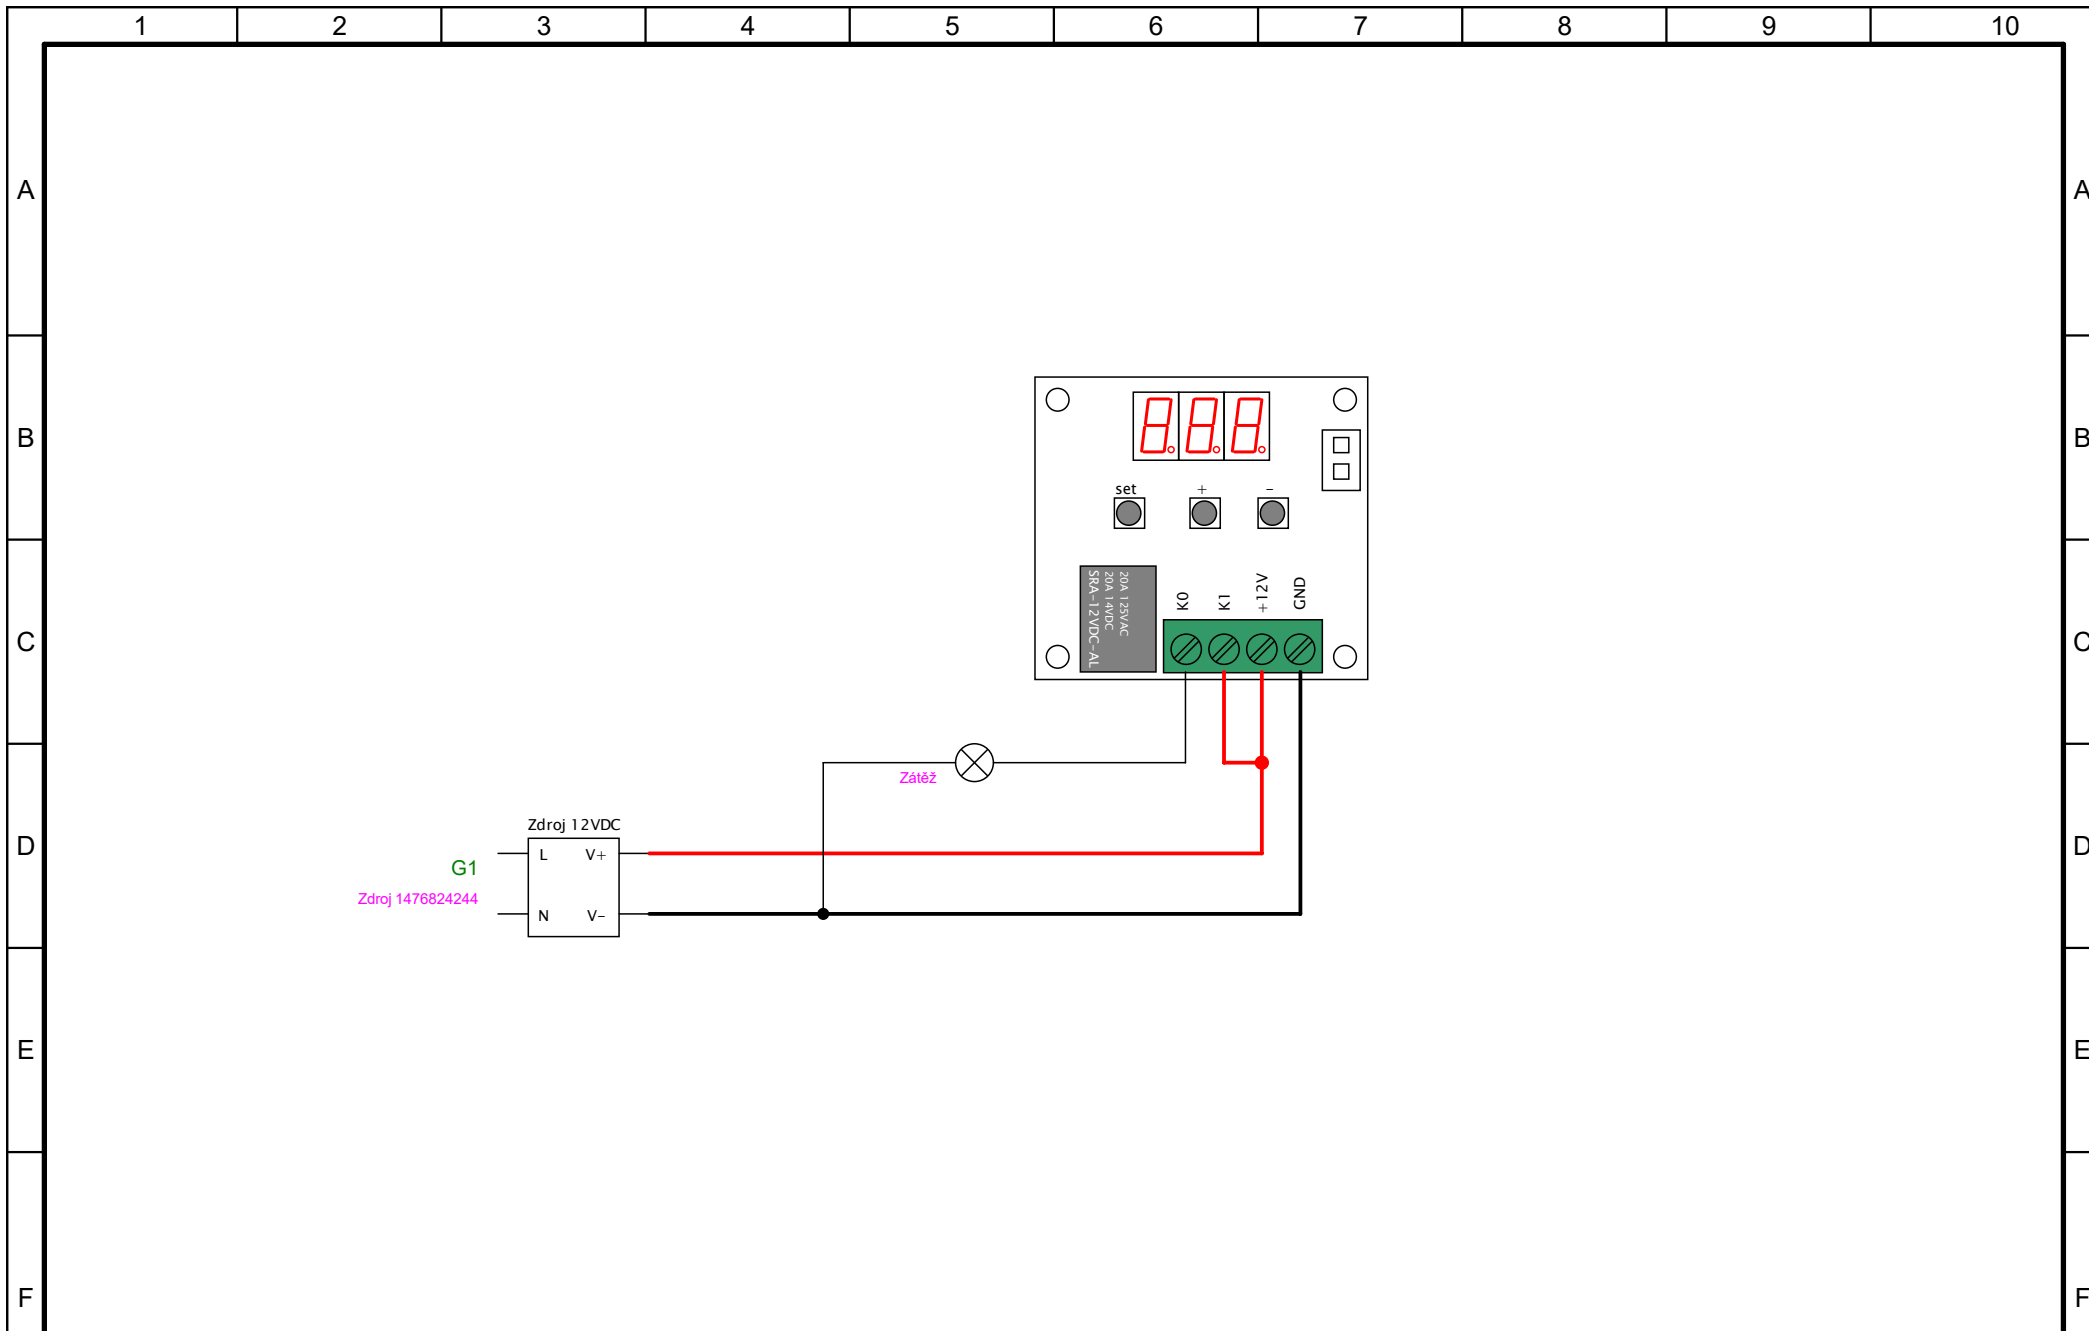 1 2 3 4 5 6 7 8 9 10
A A
B B
set + -
20A 125VAC
20A 14VDC
SRA-12VDC-AL
K0 K1 +12V GND
C C
Zátěž
Zdroj 12VDC
D D
L V+
G1
Zdroj 1476824244
N V-
E E
F F